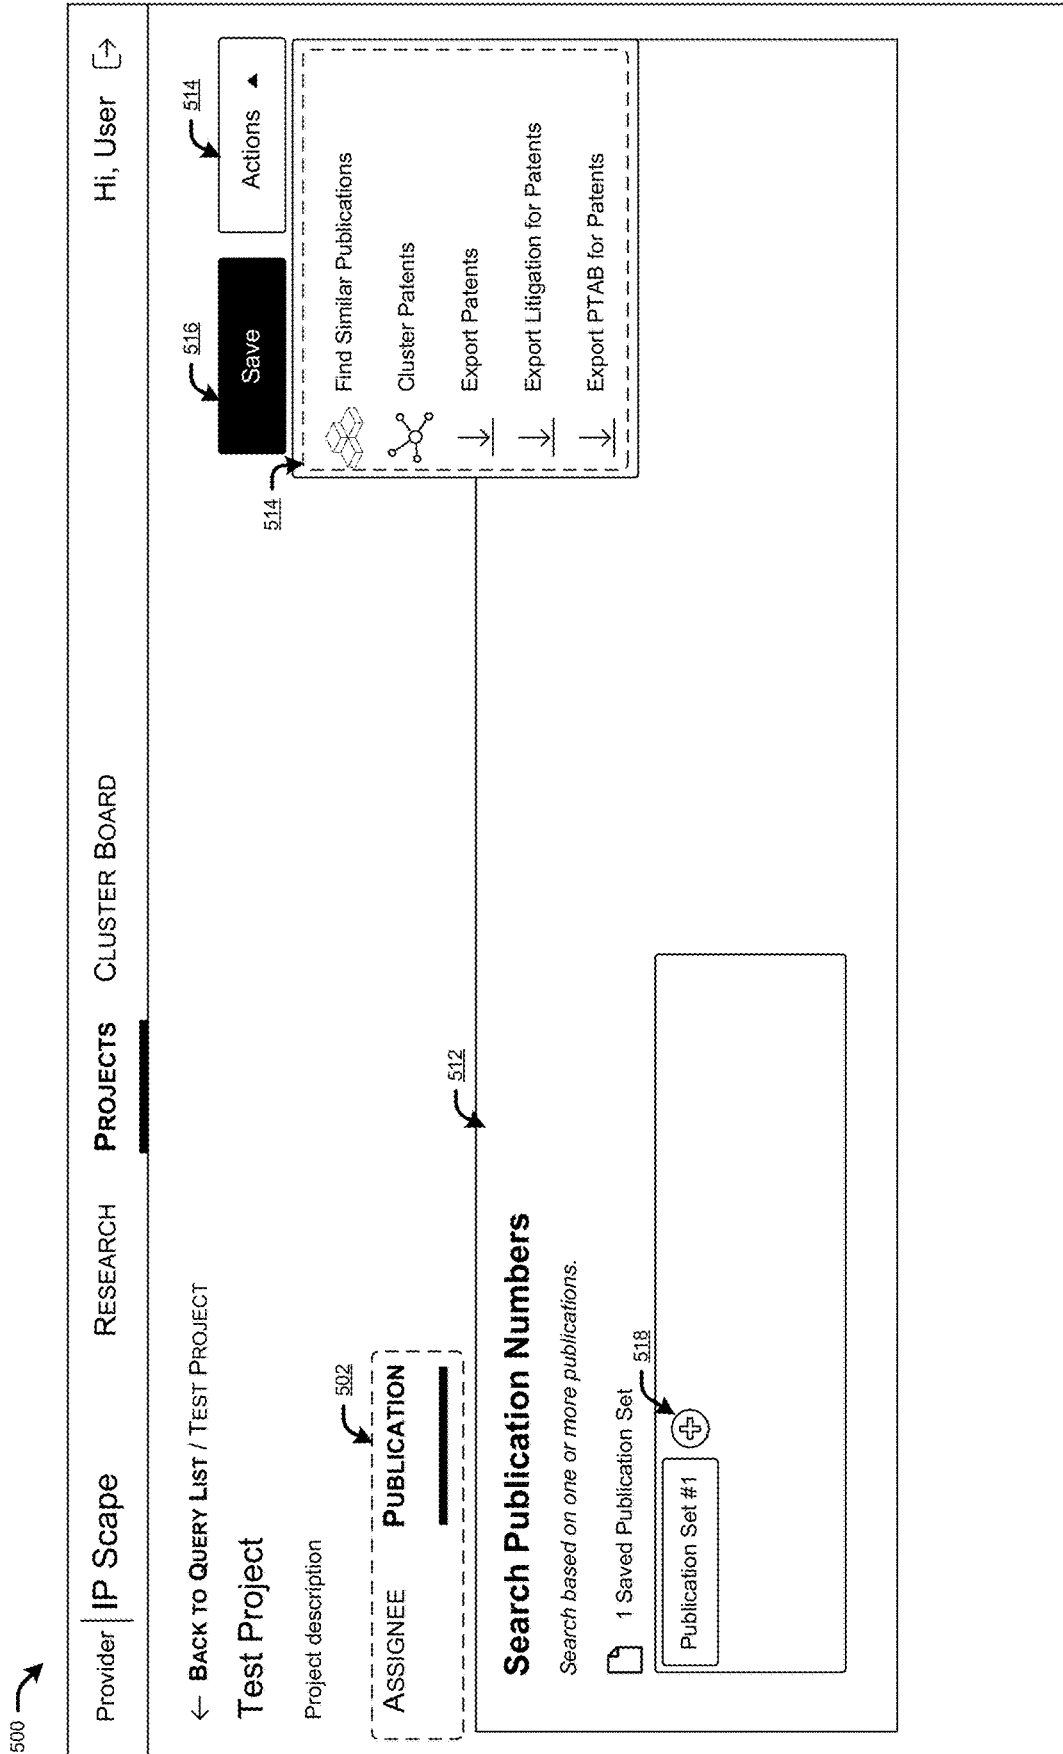 500
Provider | IP Scape RESEARCH PROJECTS CLUSTER BOARD Hi, User
← BACK TO QUERY LIST / TEST PROJECT
516
514
Test Project
Save
Actions ▲
Project description
514
502
ASSIGNEE PUBLICATION
Find Similar Publications
Cluster Patents
Export Patents
Export Litigation for Patents
Export PTAB for Patents
512
Search Publication Numbers
Search based on one or more publications.
1 Saved Publication Set
518
Publication Set #1